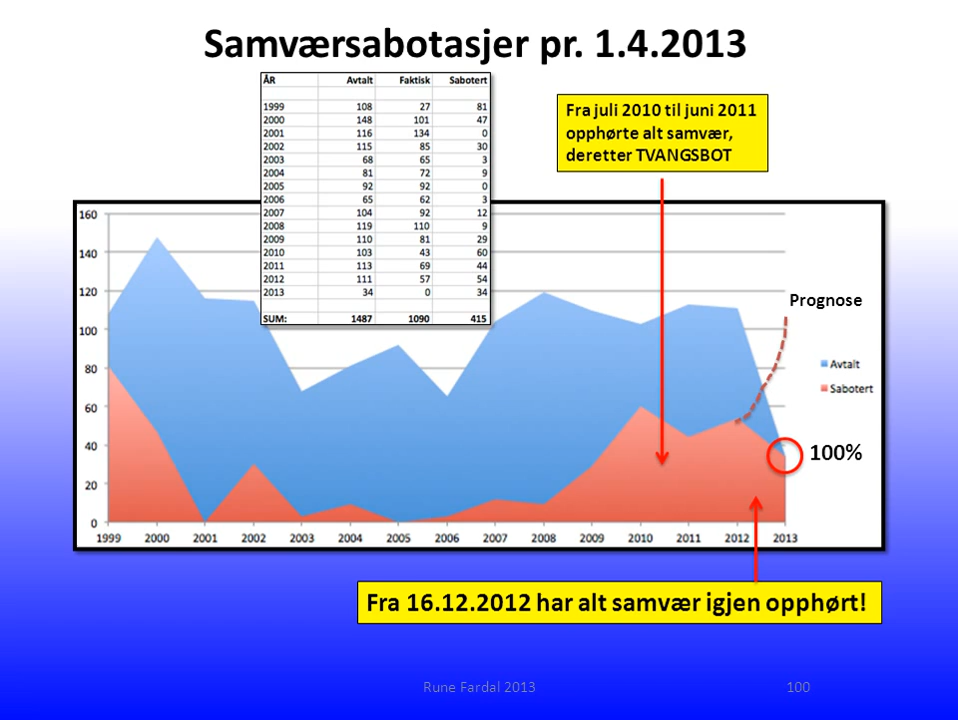 Samværsabotasjer pr. 1.4.2013
ÅR Avtalt Faktisk Sabotert
1999 108 27 81
2000 148 101 47
2001 116 134 0
2002 115 85 30
2003 68 65 3
2004 81 72 9
2005 92 92 0
2006 65 62 3
2007 104 92 12
2008 119 110 9
2009 110 81 29
2010 103 43 60
2011 113 69 44
2012 111 57 54
2013 34 0 34
SUM: 1487 1090 415
Fra juli 2010 til juni 2011
opphørte alt samvær,
deretter TVANGSBOT
160
140
120
100
80
60
40
20
0
1999 2000 2001 2002 2003 2004 2005 2006 2007 2008 2009 2010 2011 2012 2013
Prognose
Avtalt
Sabotert
100%
Fra 16.12.2012 har alt samvær igjen opphørt!
Rune Fardal 2013 100